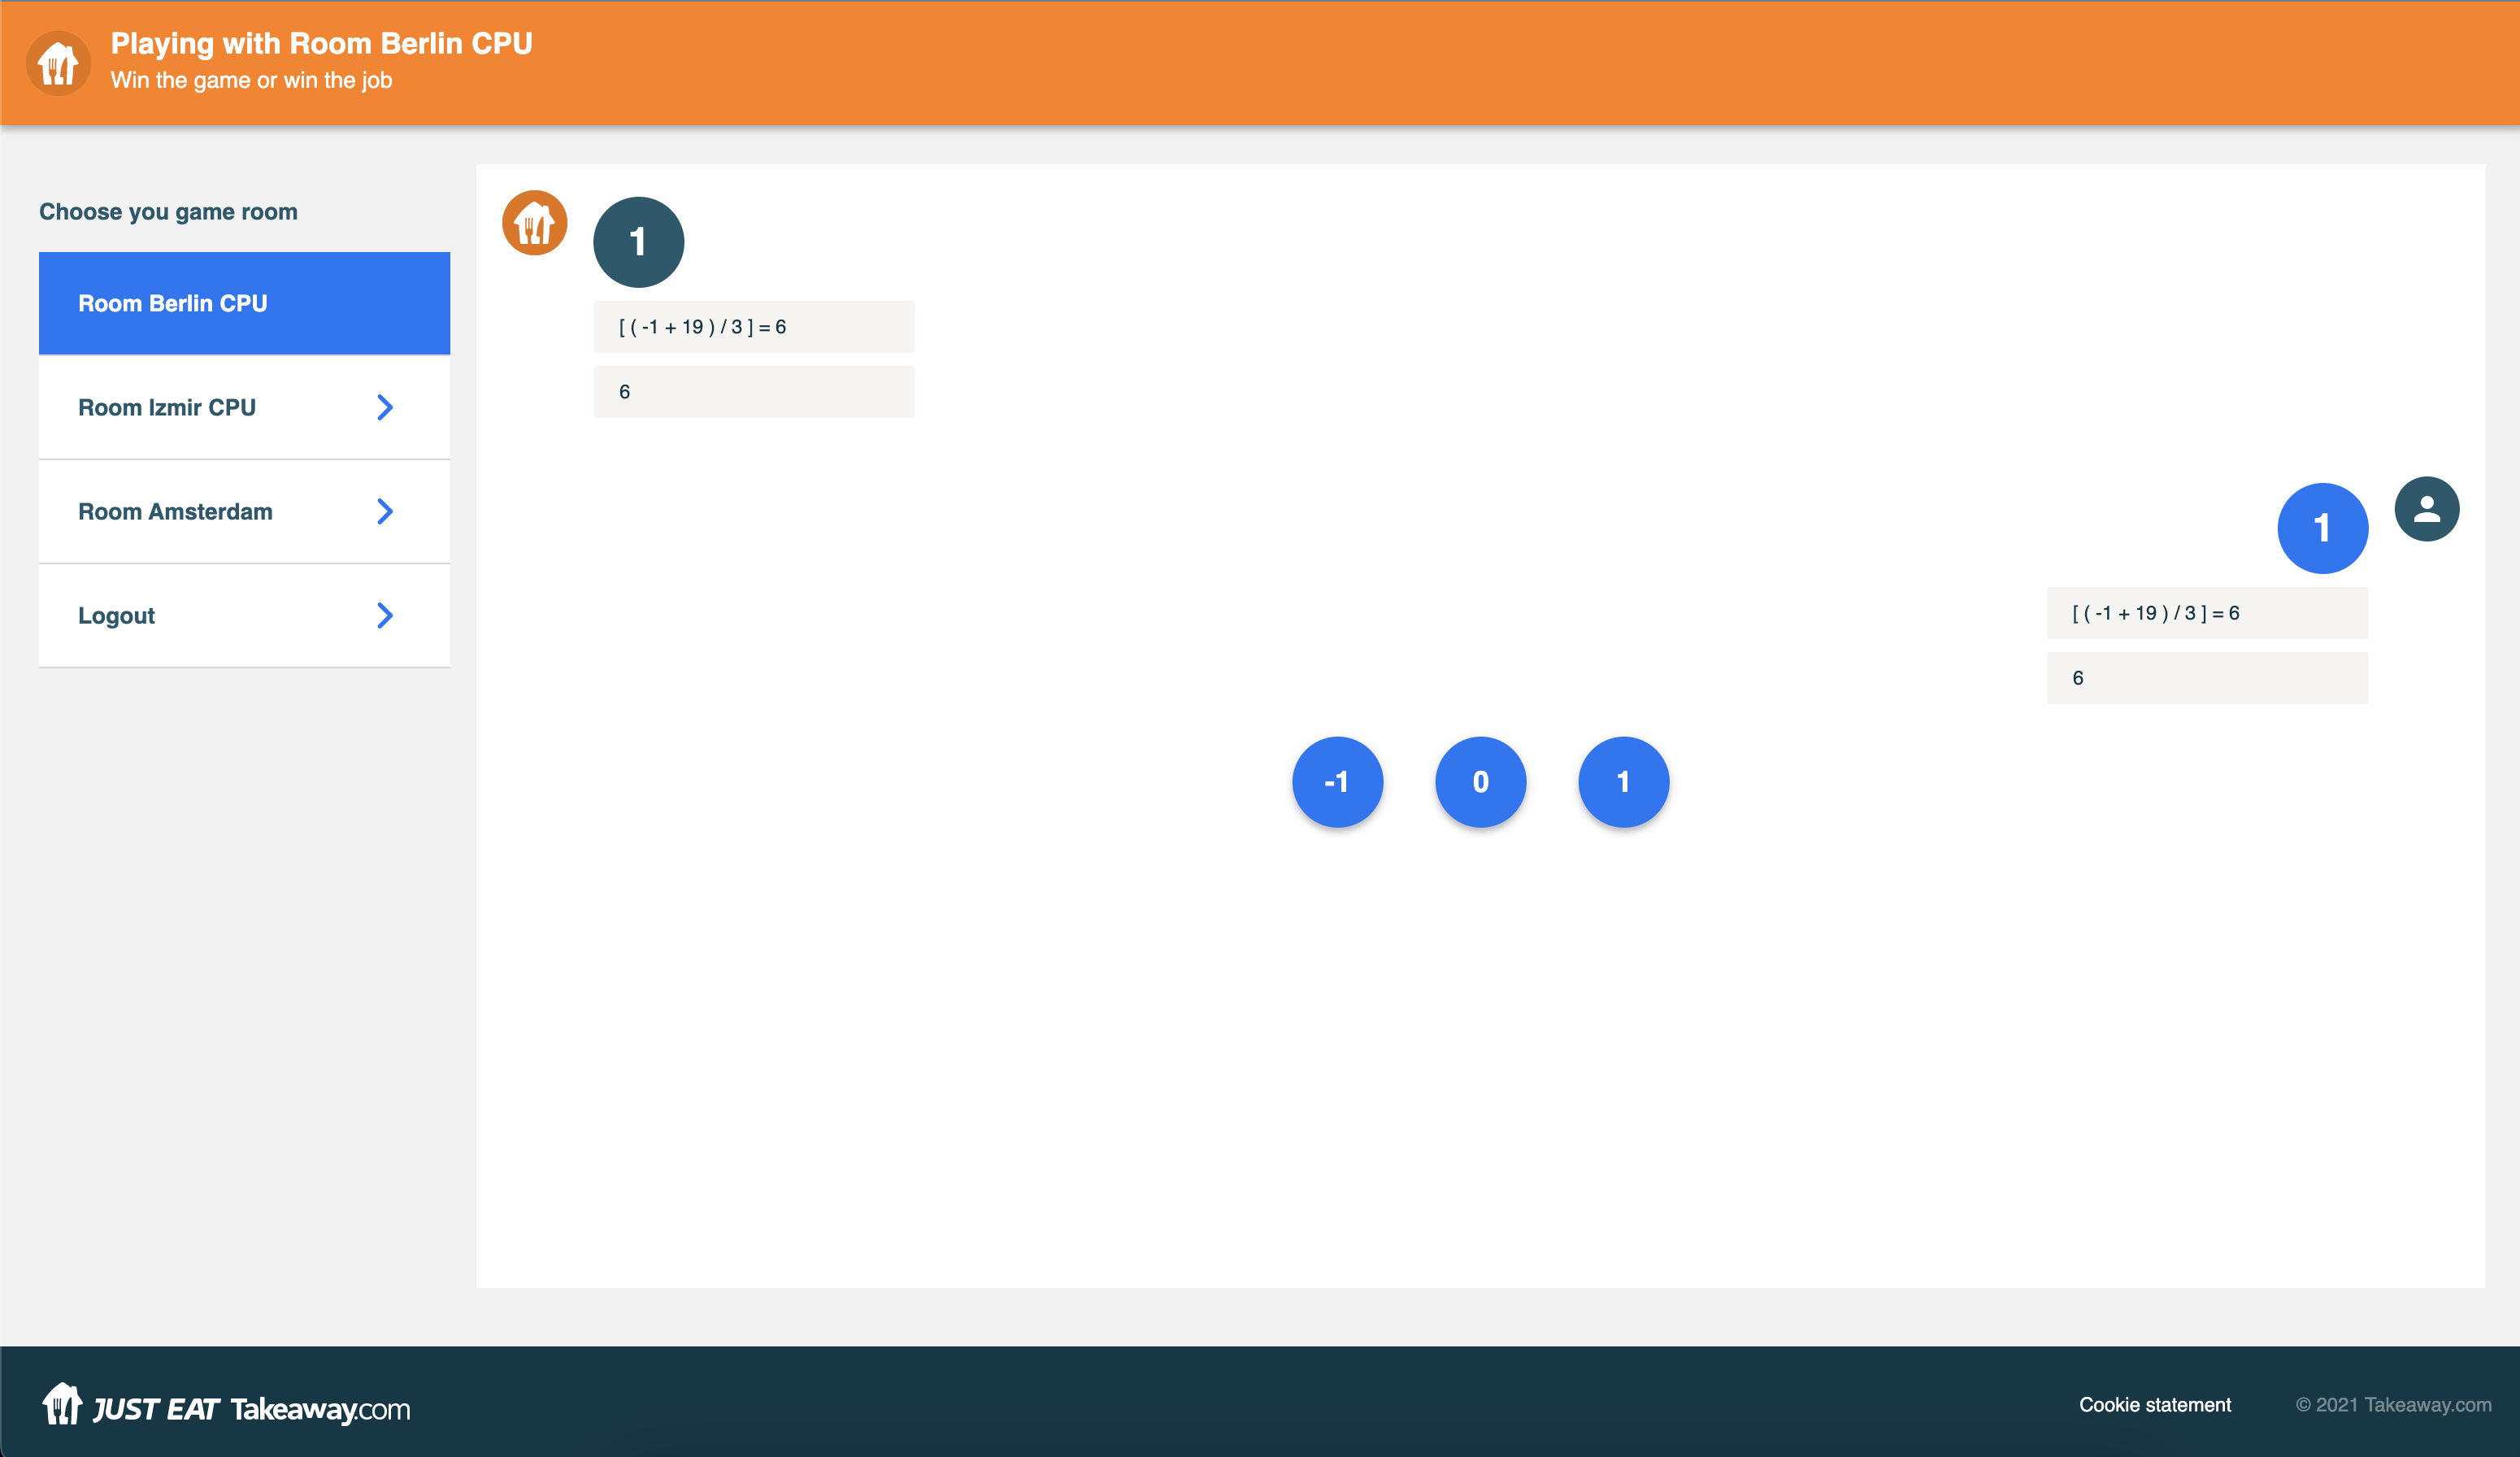 Playing with Room Berlin CPU
Win the game or win the job
Choose you game room
Room Berlin CPU
Room Izmir CPU
Room Amsterdam
Logout
1
[ ( -1 + 19 ) / 3 ] = 6
6
1
[ ( -1 + 19 ) / 3 ] = 6
6
-1 0 1
JUST EAT Takeaway.com
Cookie statement
© 2021 Takeaway.com